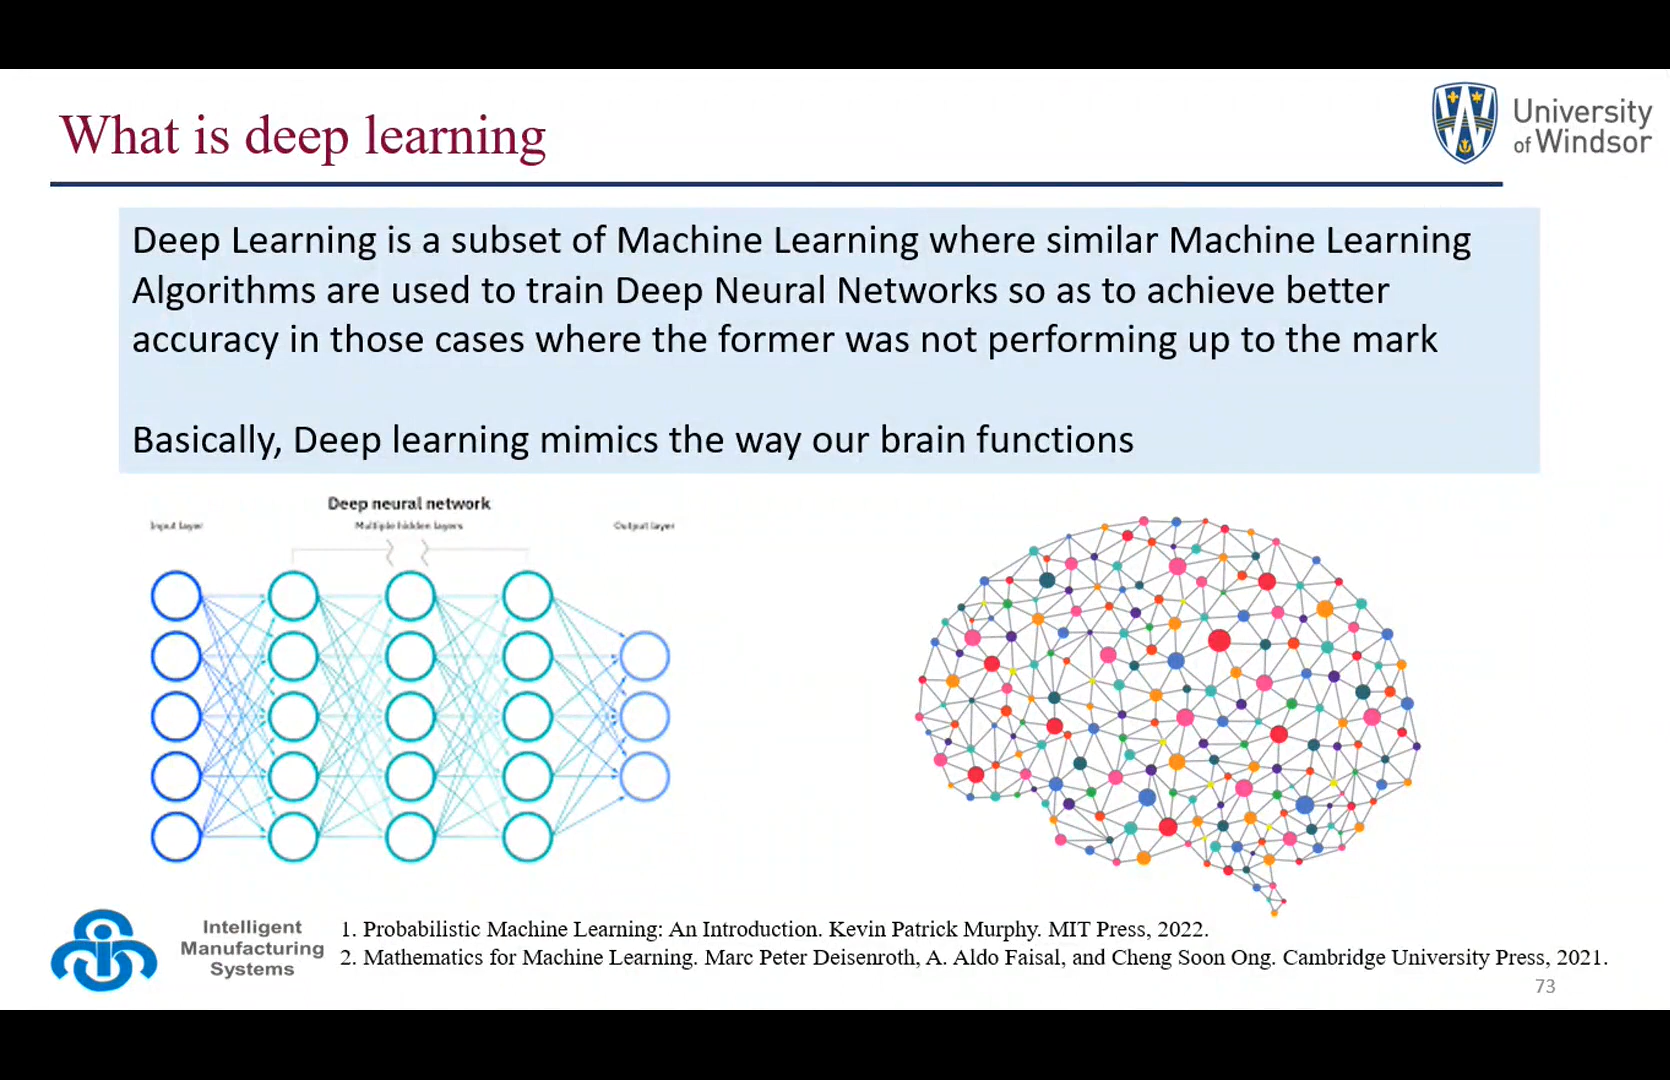 What is deep learning
University
of Windsor
Deep Learning is a subset of Machine Learning where similar Machine Learning
Algorithms are used to train Deep Neural Networks so as to achieve better
accuracy in those cases where the former was not performing up to the mark
Basically, Deep learning mimics the way our brain functions
Deep neural network
Input layer
Multiple hidden layers
Output layer
Intelligent
Manufacturing
Systems
1. Probabilistic Machine Learning: An Introduction. Kevin Patrick Murphy. MIT Press, 2022.
2. Mathematics for Machine Learning. Marc Peter Deisenroth, A. Aldo Faisal, and Cheng Soon Ong. Cambridge University Press, 2021.
73